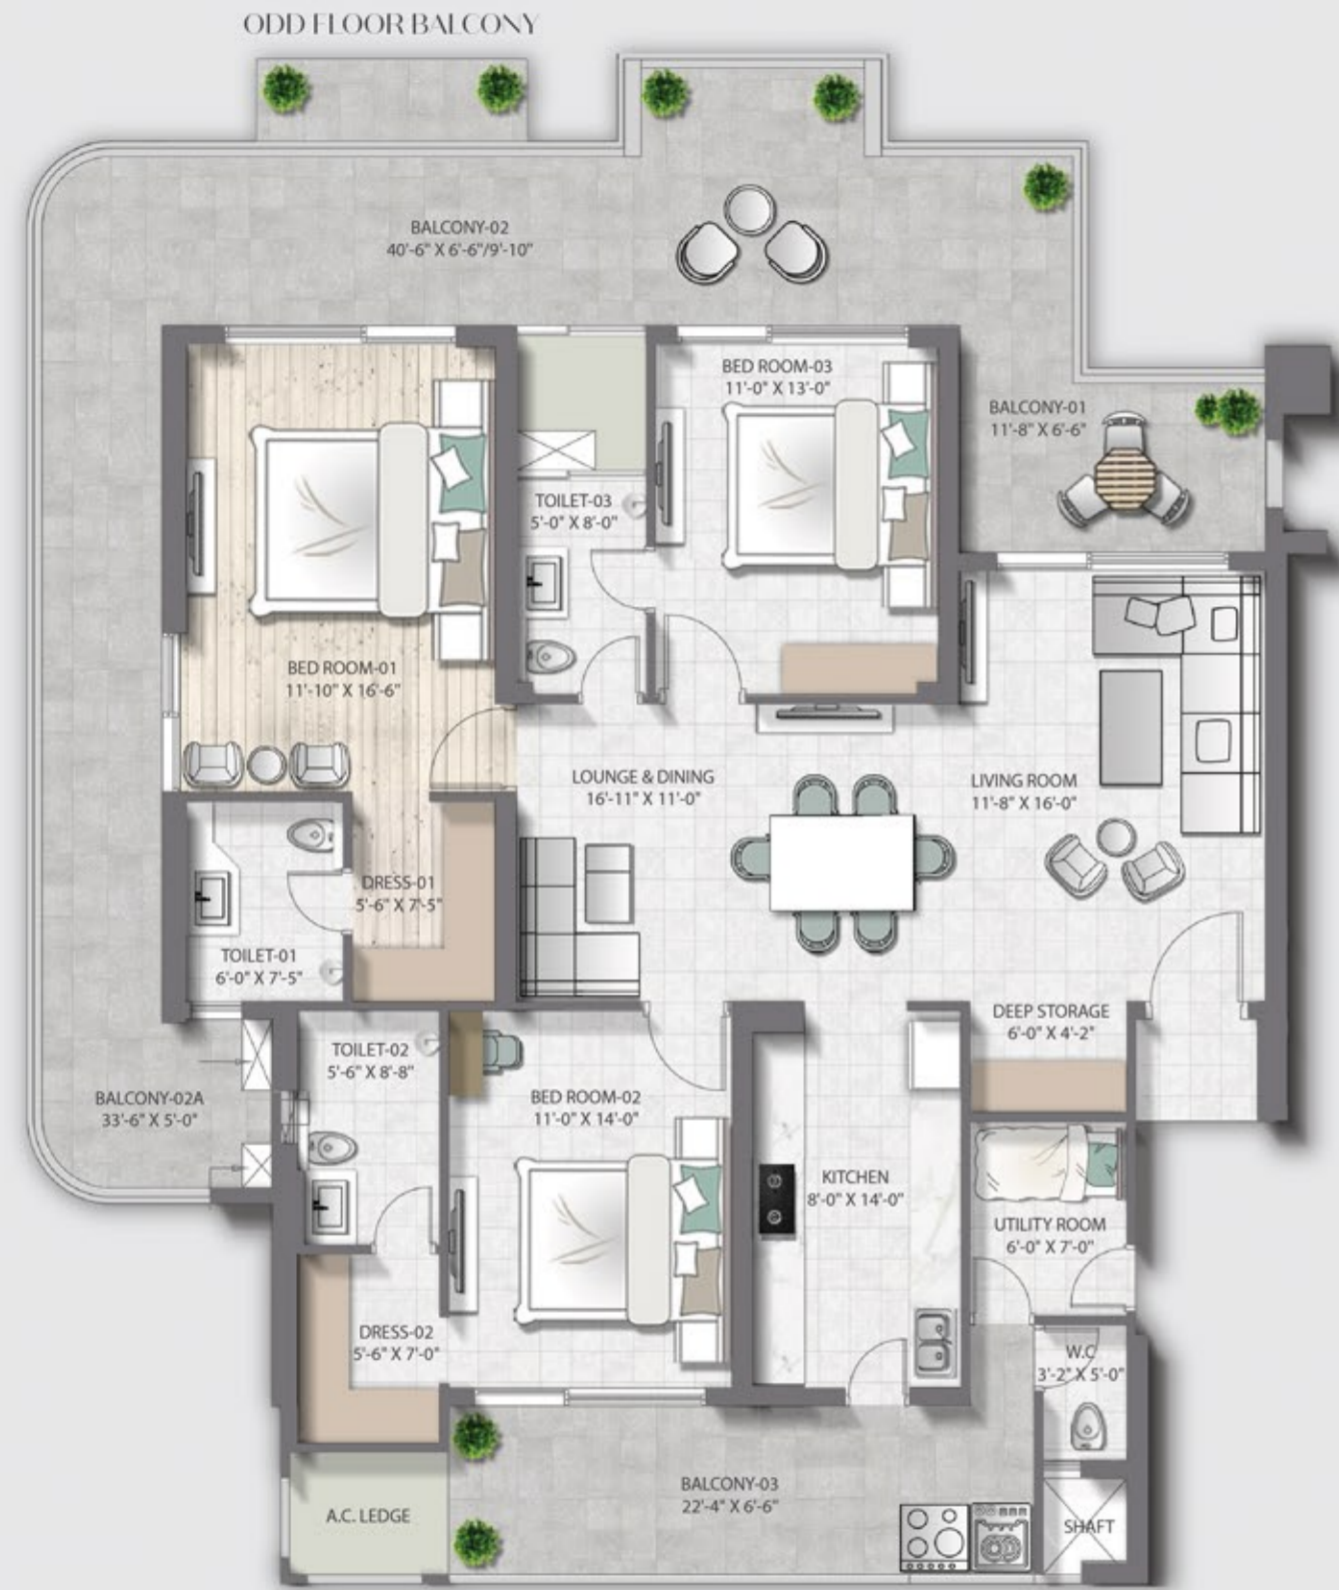 ODD FLOOR BALCONY
BALCONY-02
40'-6" X 6'-6"/9'-10"
BED ROOM-03
11'-0" X 13'-0"
BALCONY-01
11'-8" X 6'-6"
TOILET-03
5'-0" X 8'-0"
BED ROOM-01
11'-10" X 16'-6"
LOUNGE & DINING
16'-11" X 11'-0"
LIVING ROOM
11'-8" X 16'-0"
DRESS-01
5'-6" X 7'-5"
TOILET-01
6'-0" X 7'-5"
DEEP STORAGE
6'-0" X 4'-2"
TOILET-02
5'-6" X 8'-8"
BALCONY-02A
33'-6" X 5'-0"
BED ROOM-02
11'-0" X 14'-0"
KITCHEN
8'-0" X 14'-0"
UTILITY ROOM
6'-0" X 7'-0"
DRESS-02
5'-6" X 7'-0"
W.C
3'-2" X 5'-0"
BALCONY-03
22'-4" X 6'-6"
A.C. LEDGE
SHAFT